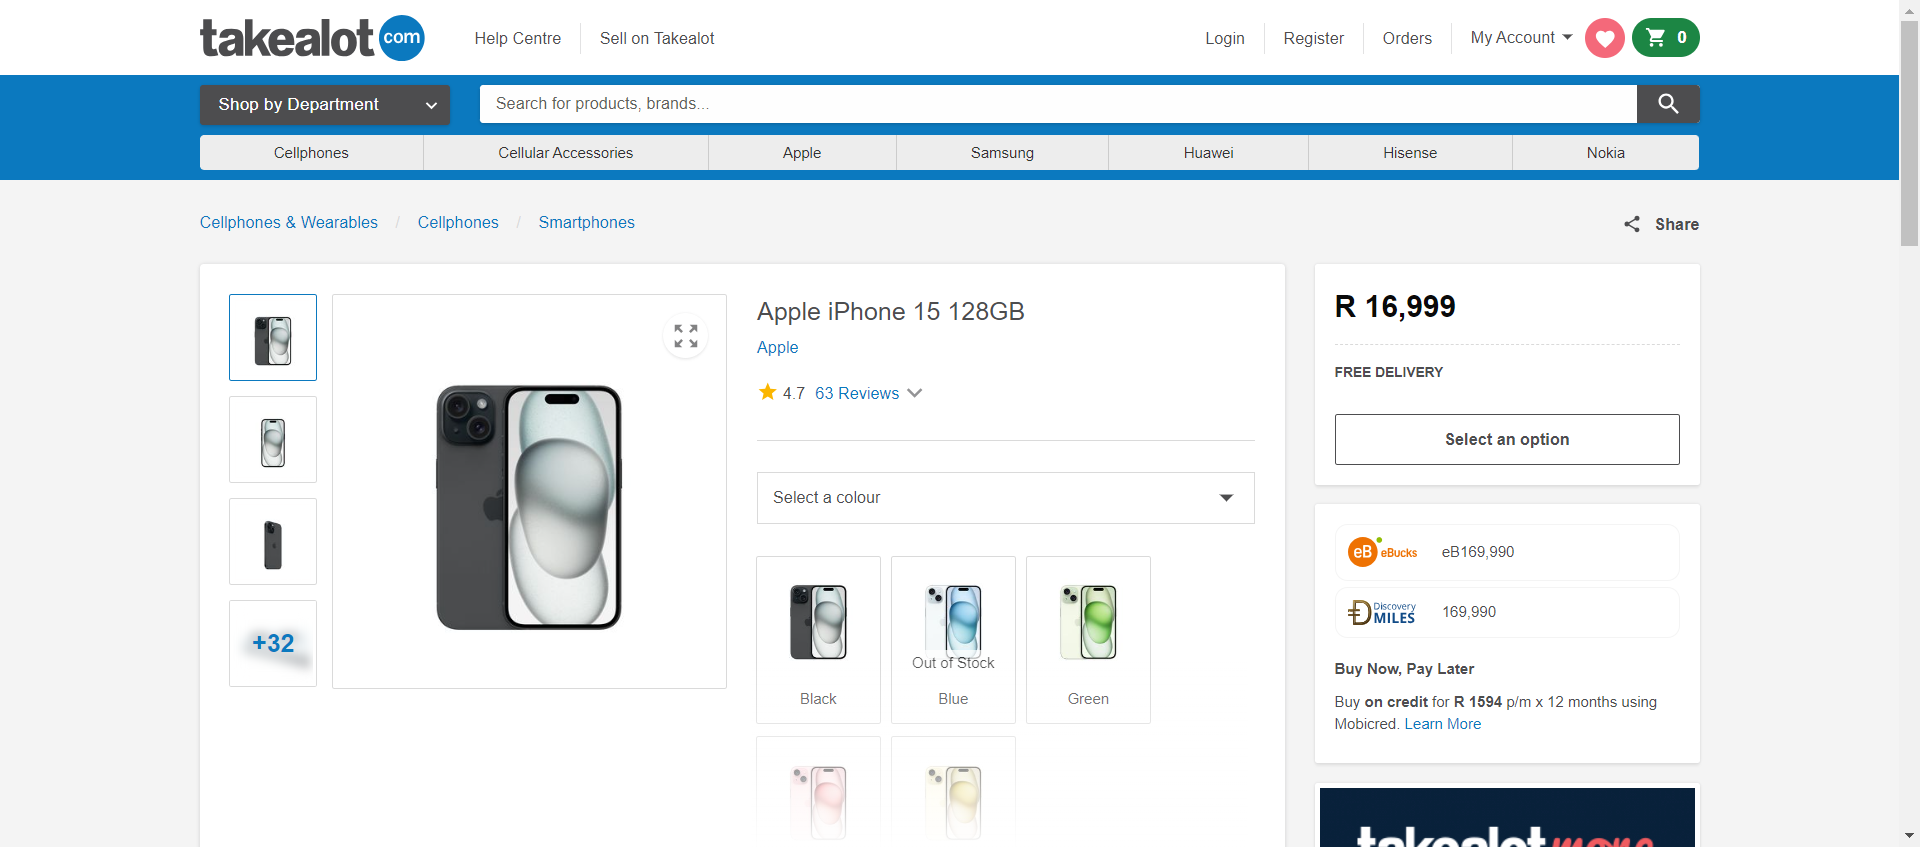 takealot com
Help Centre
Sell on Takealot
Login
Register
Orders
My Account
0
Shop by Department
Search for products, brands...
Cellphones
Cellular Accessories
Apple
Samsung
Huawei
Hisense
Nokia
Cellphones & Wearables / Cellphones / Smartphones
Share
+32
Apple iPhone 15 128GB
Apple
4.7 63 Reviews
Select a colour
Black
Out of Stock
Blue
Green
R 16,999
FREE DELIVERY
Select an option
eB eBucks eB169,990
Discovery
MILES 169,990
Buy Now, Pay Later
Buy on credit for R 1594 p/m x 12 months using
Mobicred. Learn More
takealot more